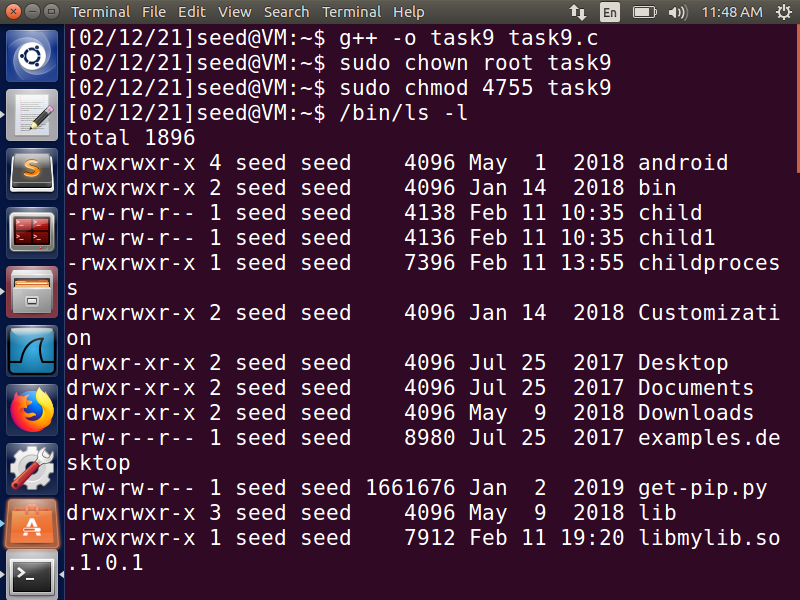 Terminal File Edit View Search Terminal Help En 11:48 AM
[02/12/21]seed@VM:~$ g++ -o task9 task9.c
[02/12/21]seed@VM:~$ sudo chown root task9
[02/12/21]seed@VM:~$ sudo chmod 4755 task9
[02/12/21]seed@VM:~$ /bin/ls -l
total 1896
drwxrwxr-x 4 seed seed    4096 May  1  2018 android
drwxrwxr-x 2 seed seed    4096 Jan 14  2018 bin
-rw-rw-r-- 1 seed seed    4138 Feb 11 10:35 child
-rw-rw-r-- 1 seed seed    4136 Feb 11 10:35 child1
-rwxrwxr-x 1 seed seed    7396 Feb 11 13:55 childproces
s
drwxrwxr-x 2 seed seed    4096 Jan 14  2018 Customizati
on
drwxr-xr-x 2 seed seed    4096 Jul 25  2017 Desktop
drwxr-xr-x 2 seed seed    4096 Jul 25  2017 Documents
drwxr-xr-x 2 seed seed    4096 May  9  2018 Downloads
-rw-r--r-- 1 seed seed    8980 Jul 25  2017 examples.de
sktop
-rw-rw-r-- 1 seed seed 1661676 Jan  2  2019 get-pip.py
drwxrwxr-x 3 seed seed    4096 May  9  2018 lib
-rwxrwxr-x 1 seed seed    7912 Feb 11 19:20 libmylib.so
.1.0.1